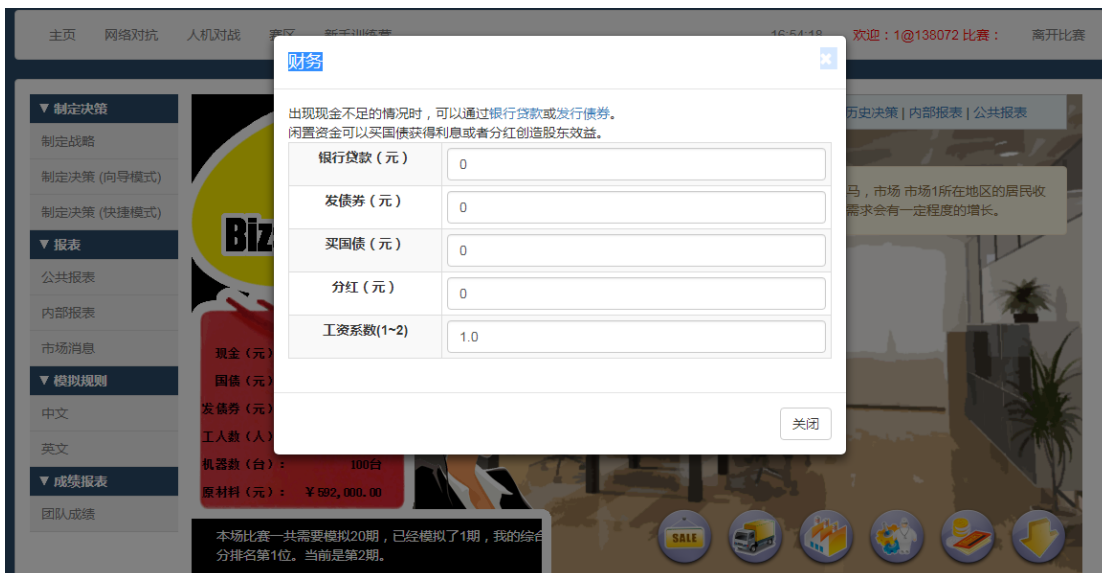 主页 网络对抗 人机对战 赛区 新手训练营 16:54:18 欢迎：1@138072 比赛： 离开比赛
财务 ×
出现现金不足的情况时，可以通过银行贷款或发行债券。
闲置资金可以买国债获得利息或者分红创造股东效益。
银行贷款（元） 0
发债券（元） 0
买国债（元） 0
分红（元） 0
工资系数(1~2) 1.0
关闭
▼ 制定决策
制定战略
制定决策 (向导模式)
制定决策 (快捷模式)
▼ 报表
公共报表
内部报表
市场消息
▼ 模拟规则
中文
英文
▼ 成绩报表
团队成绩
历史决策 | 内部报表 | 公共报表
马，市场 市场1所在地区的居民收
需求会有一定程度的增长。
Biz
现金（元）
国债（元）
发债券（元）
工人数（人）
机器数（台）： 100台
原材料（元）： ￥592,000.00
本场比赛一共需要模拟20期，已经模拟了1期，我的综合
分排名第1位。当前是第2期。
SALE